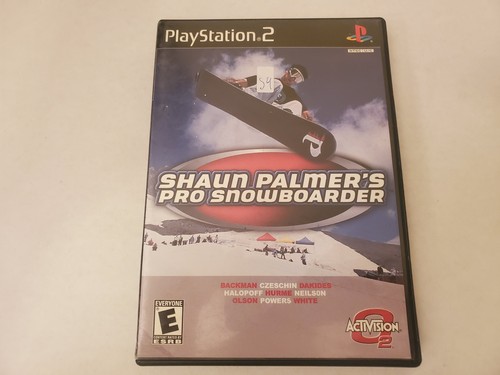 PlayStation 2
54
SHAUN PALMER'S
PRO SNOWBOARDER
BACKMAN CZESCHIN DAKIDES
HALOPOFF HURME NEILSON
OLSON POWERS WHITE
EVERYONE
E
ESRB
ACTIVISION
O2